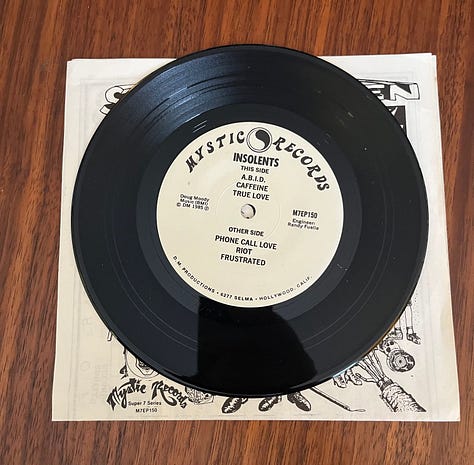 MYSTIC RECORDS
INSOLENTS
THIS SIDE
A.B.I.D.
CAFFEINE
TRUE LOVE
Doug Moody
Music (BMI)
© DM 1985 ℗
M7EP150
Engineer:
Randy Fuelle
OTHER SIDE
PHONE CALL LOVE
RIOT
FRUSTRATED
D.M. PRODUCTIONS • 6277 SELMA • HOLLYWOOD, CALIF.
Mystic Records
Super 7 Series
M7EP150